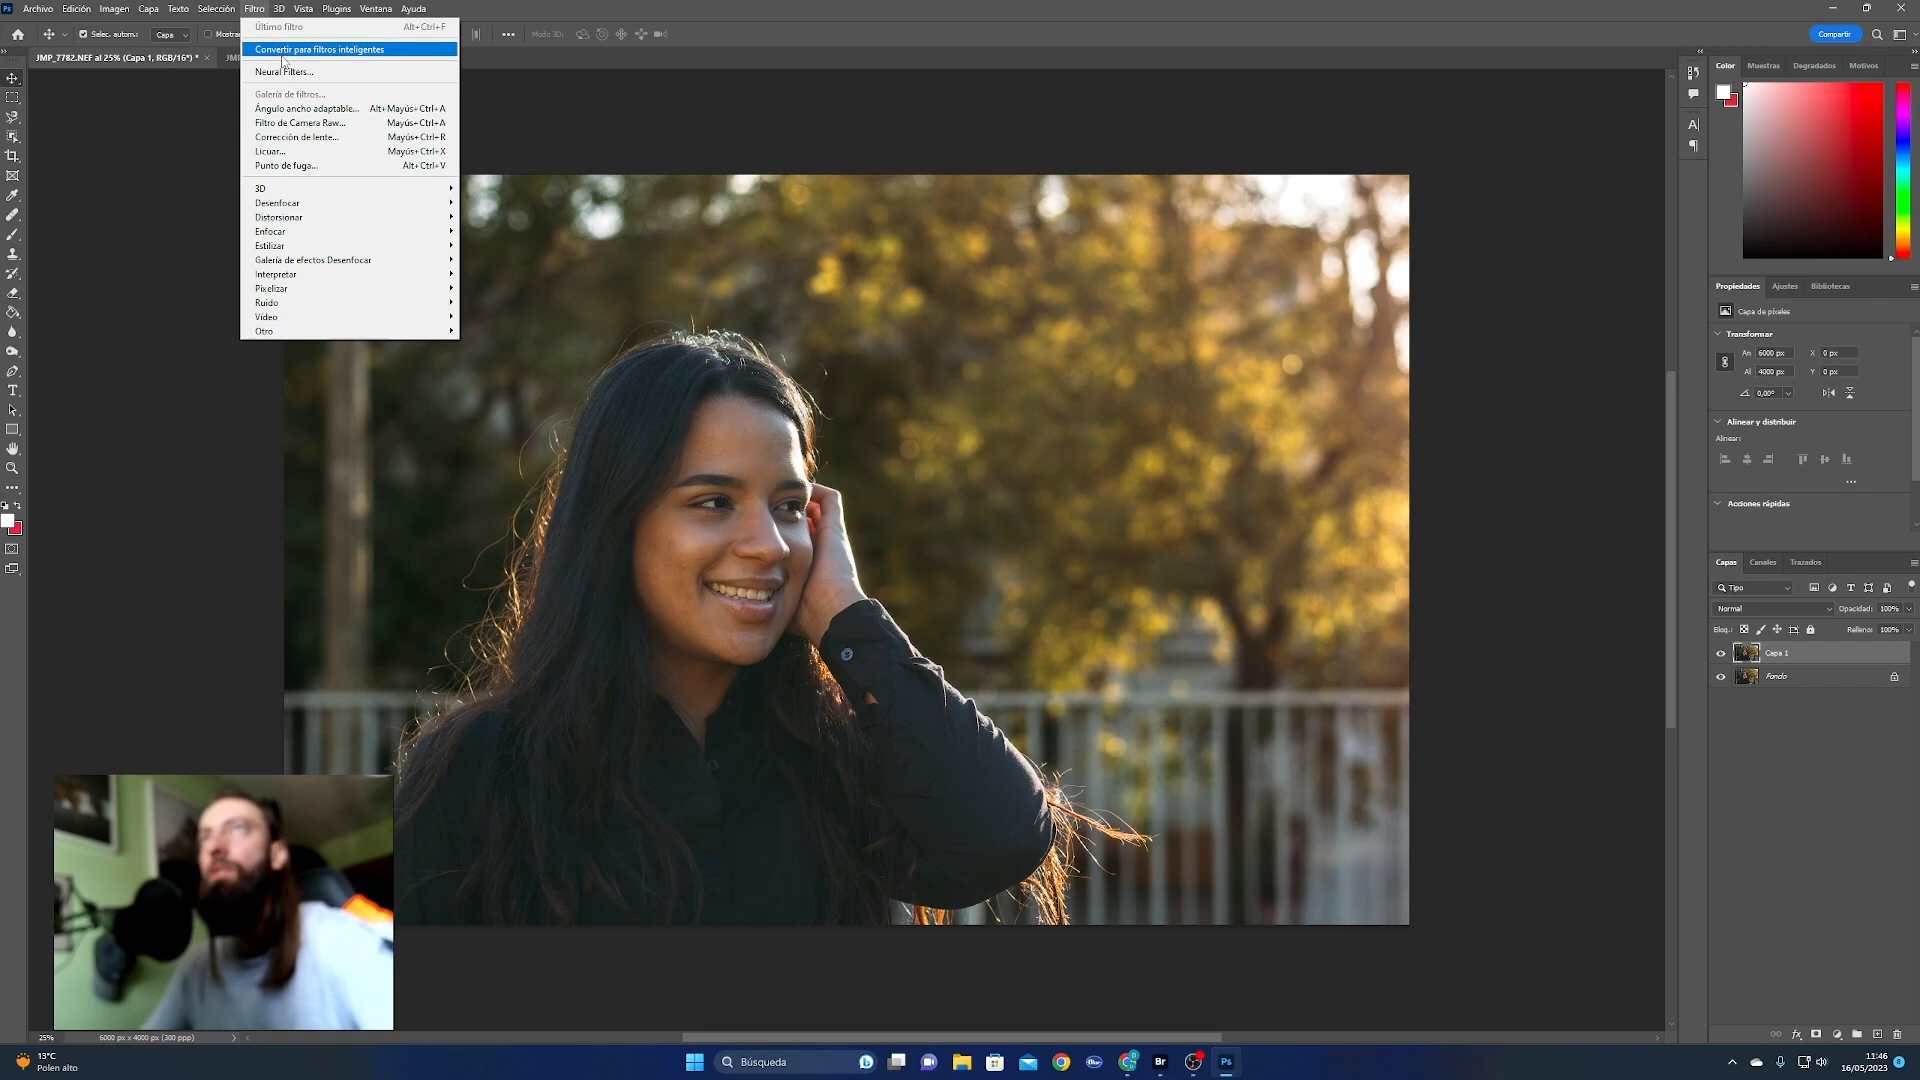 Ps Archivo Edición Imagen Capa Texto Selección Filtro 3D Vista Plugins Ventana Ayuda
Selec. autom.: Capa Mostrar Modo 3D: Compartir
JMP_7782.NEF al 25% (Capa 1, RGB/16*) * × JMP
Último filtro Alt+Ctrl+F
Convertir para filtros inteligentes
Neural Filters...
Galería de filtros...
Ángulo ancho adaptable... Alt+Mayús+Ctrl+A
Filtro de Camera Raw... Mayús+Ctrl+A
Corrección de lente... Mayús+Ctrl+R
Licuar... Mayús+Ctrl+X
Punto de fuga... Alt+Ctrl+V
3D
Desenfocar
Distorsionar
Enfocar
Estilizar
Galería de efectos Desenfocar
Interpretar
Pixelizar
Ruido
Vídeo
Otro
Color Muestras Degradados Motivos
Propiedades Ajustes Bibliotecas
Capa de píxeles
Transformar
An 6000 px X 0 px
Al 4000 px Y 0 px
0,00°
Alinear y distribuir
Alinear:
Acciones rápidas
Capas Canales Trazados
Tipo
Normal Opacidad: 100%
Bloq.: Relleno: 100%
Capa 1
Fondo
25% 6000 px x 4000 px (300 ppp)
13°C
Polen alto
Búsqueda
Br
Ps
11:46
16/05/2023
8